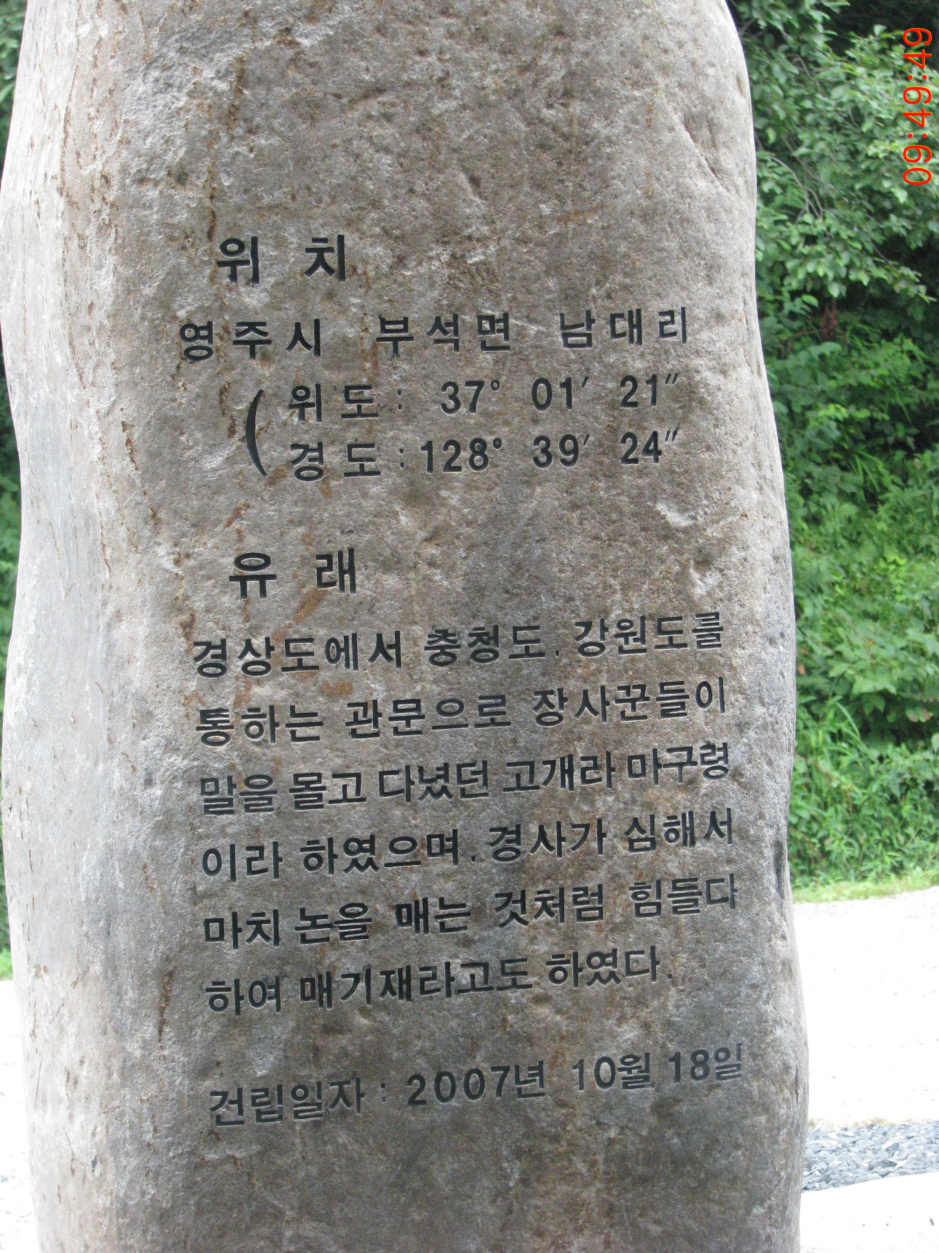 위 치
영주시 부석면 남대리
( 위도 : 37° 01′ 21″
경도 : 128° 39′ 24″
유 래
경상도에서 충청도, 강원도를
통하는 관문으로 장사꾼들이
말을 몰고 다녔던 고개라 마구령
이라 하였으며, 경사가 심해서
마치 논을 매는 것처럼 힘들다
하여 매기재라고도 하였다.
건립일자 : 2007년 10월 18일
09:49:49